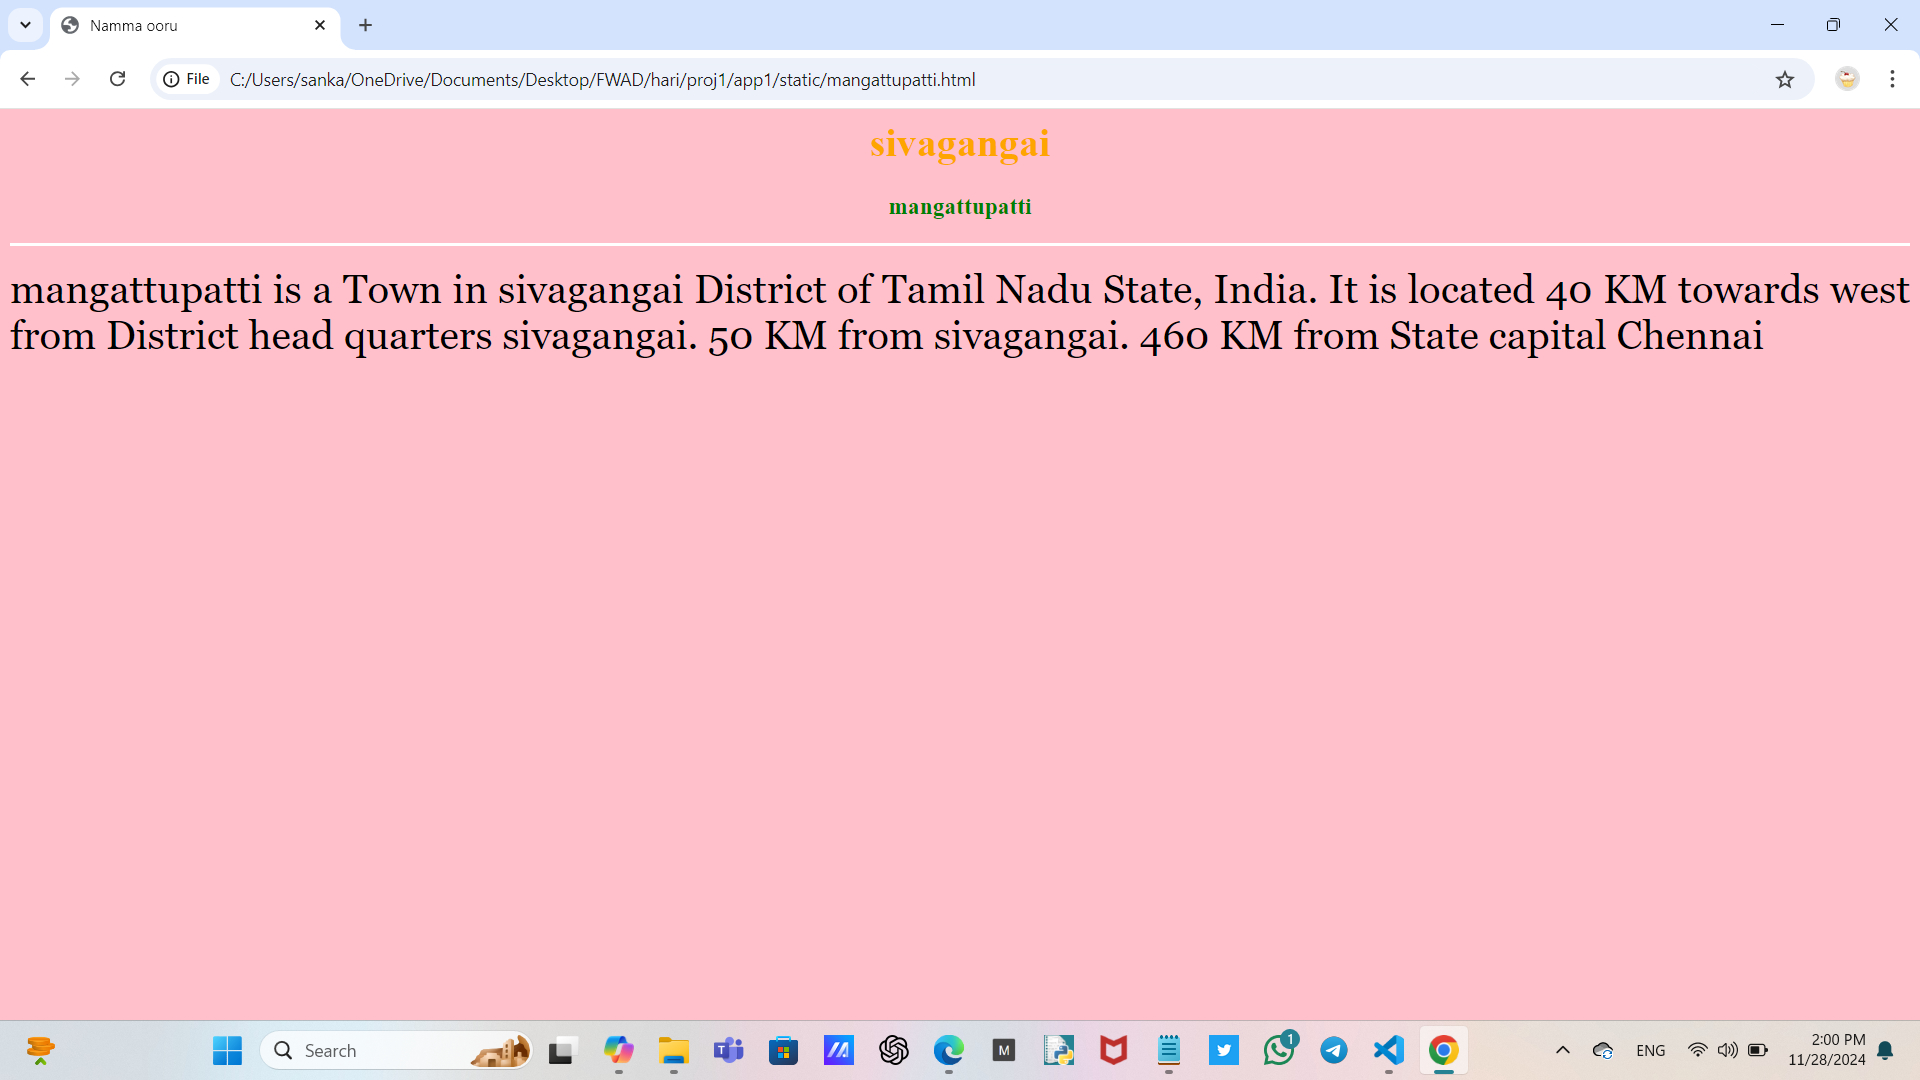 Namma ooru
File
C:/Users/sanka/OneDrive/Documents/Desktop/FWAD/hari/proj1/app1/static/mangattupatti.html
sivagangai
mangattupatti
mangattupatti is a Town in sivagangai District of Tamil Nadu State, India. It is located 40 KM towards west
from District head quarters sivagangai. 50 KM from sivagangai. 460 KM from State capital Chennai
Search
M
1
ENG
2:00 PM
11/28/2024